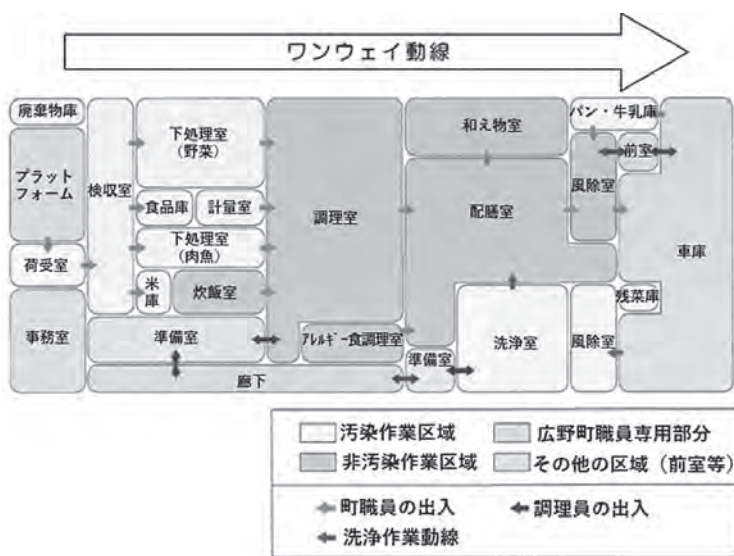 ワンウェイ動線
廃棄物庫
プラット
フォーム
荷受室
事務室
検収室
下処理室
(野菜)
食品庫
計量室
下処理室
(肉魚)
米
庫
炊飯室
準備室
廊下
調理室
アレルギー食調理室
和え物室
配膳室
準備室
洗浄室
パン・牛乳庫
風除室
前室
車庫
残菜庫
風除室
汚染作業区域
広野町職員専用部分
非汚染作業区域
その他の区域（前室等）
町職員の出入
調理員の出入
洗浄作業動線